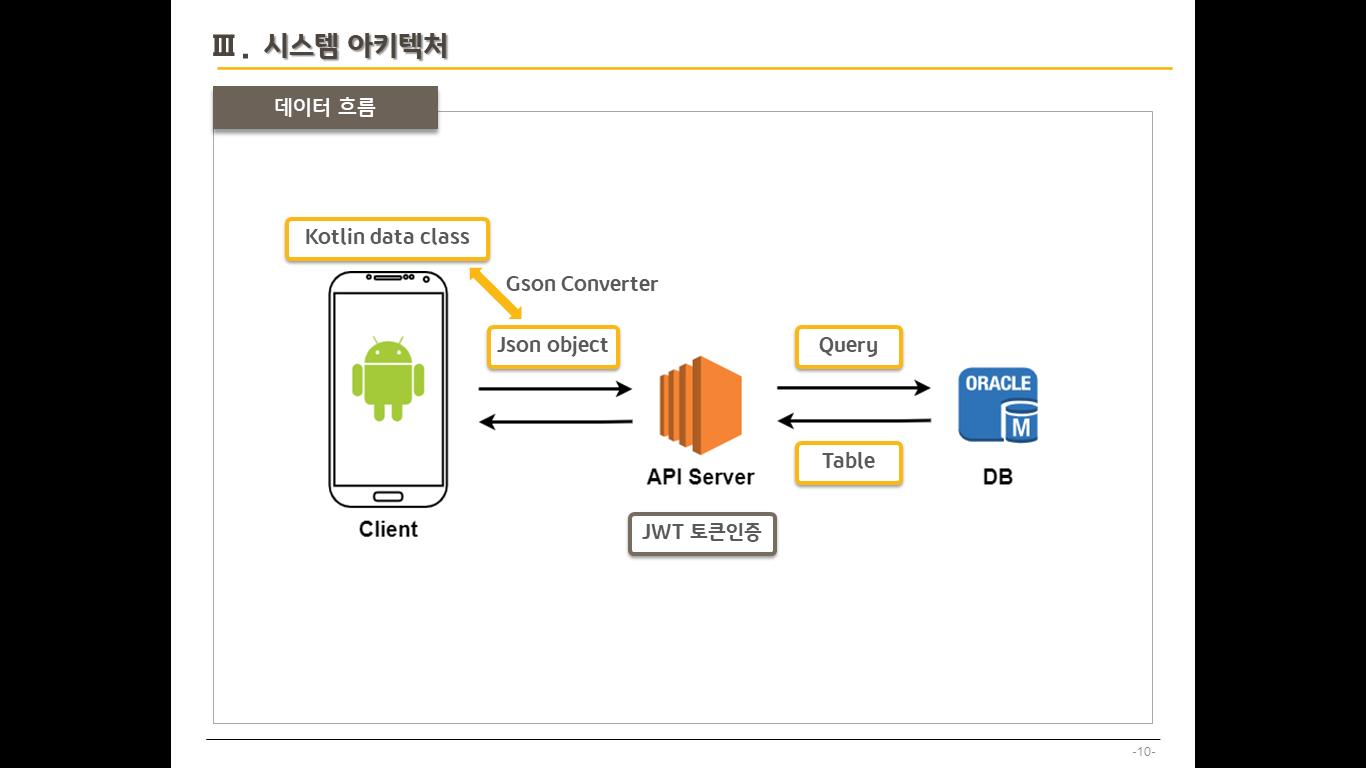 Ⅲ. 시스템 아키텍처
데이터 흐름
Kotlin data class
Gson Converter
Json object
Query
ORACLE
M
Table
API Server
DB
JWT 토큰인증
Client
-10-